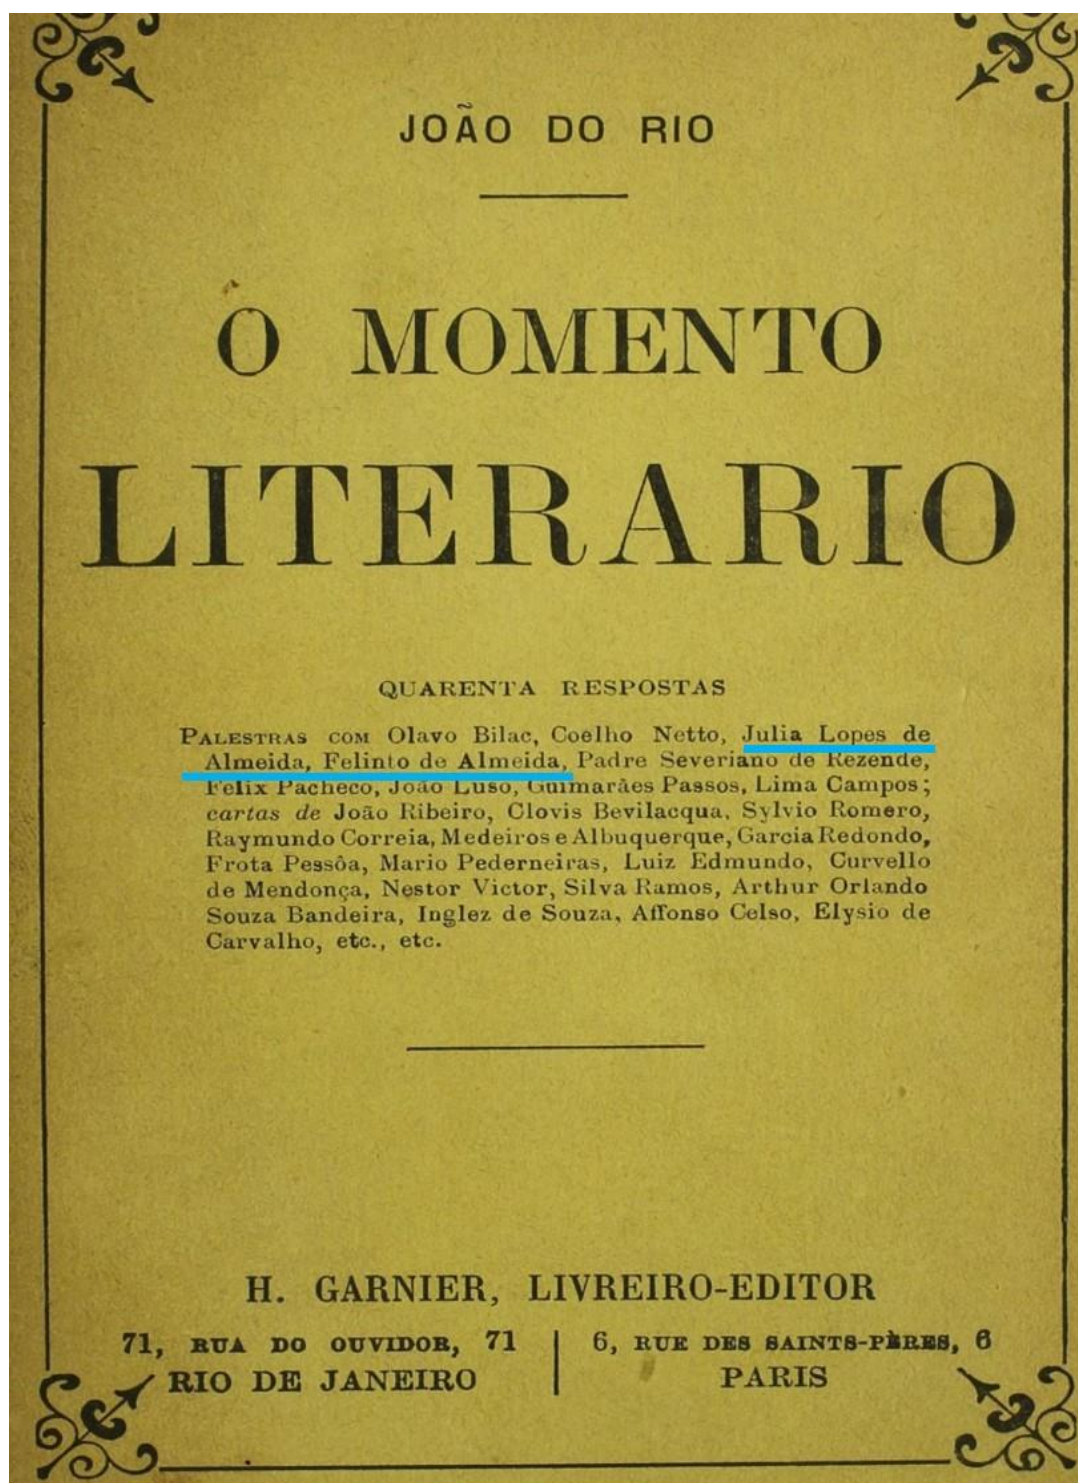 JOÃO DO RIO
O MOMENTO
LITERARIO
QUARENTA RESPOSTAS
PALESTRAS COM Olavo Bilac, Coelho Netto, Julia Lopes de
Almeida, Felinto de Almeida, Padre Severiano de Rezende,
Felix Pacheco, João Luso, Guimarães Passos, Lima Campos;
cartas de João Ribeiro, Clovis Bevilacqua, Sylvio Romero,
Raymundo Correia, Medeiros e Albuquerque, Garcia Redondo,
Frota Pessôa, Mario Pederneiras, Luiz Edmundo, Curvello
de Mendonça, Nestor Victor, Silva Ramos, Arthur Orlando
Souza Bandeira, Inglez de Souza, Affonso Celso, Elysio de
Carvalho, etc., etc.
H. GARNIER, LIVREIRO-EDITOR
71, RUA DO OUVIDOR, 71
RIO DE JANEIRO
6, RUE DES SAINTS-PÈRES, 6
PARIS